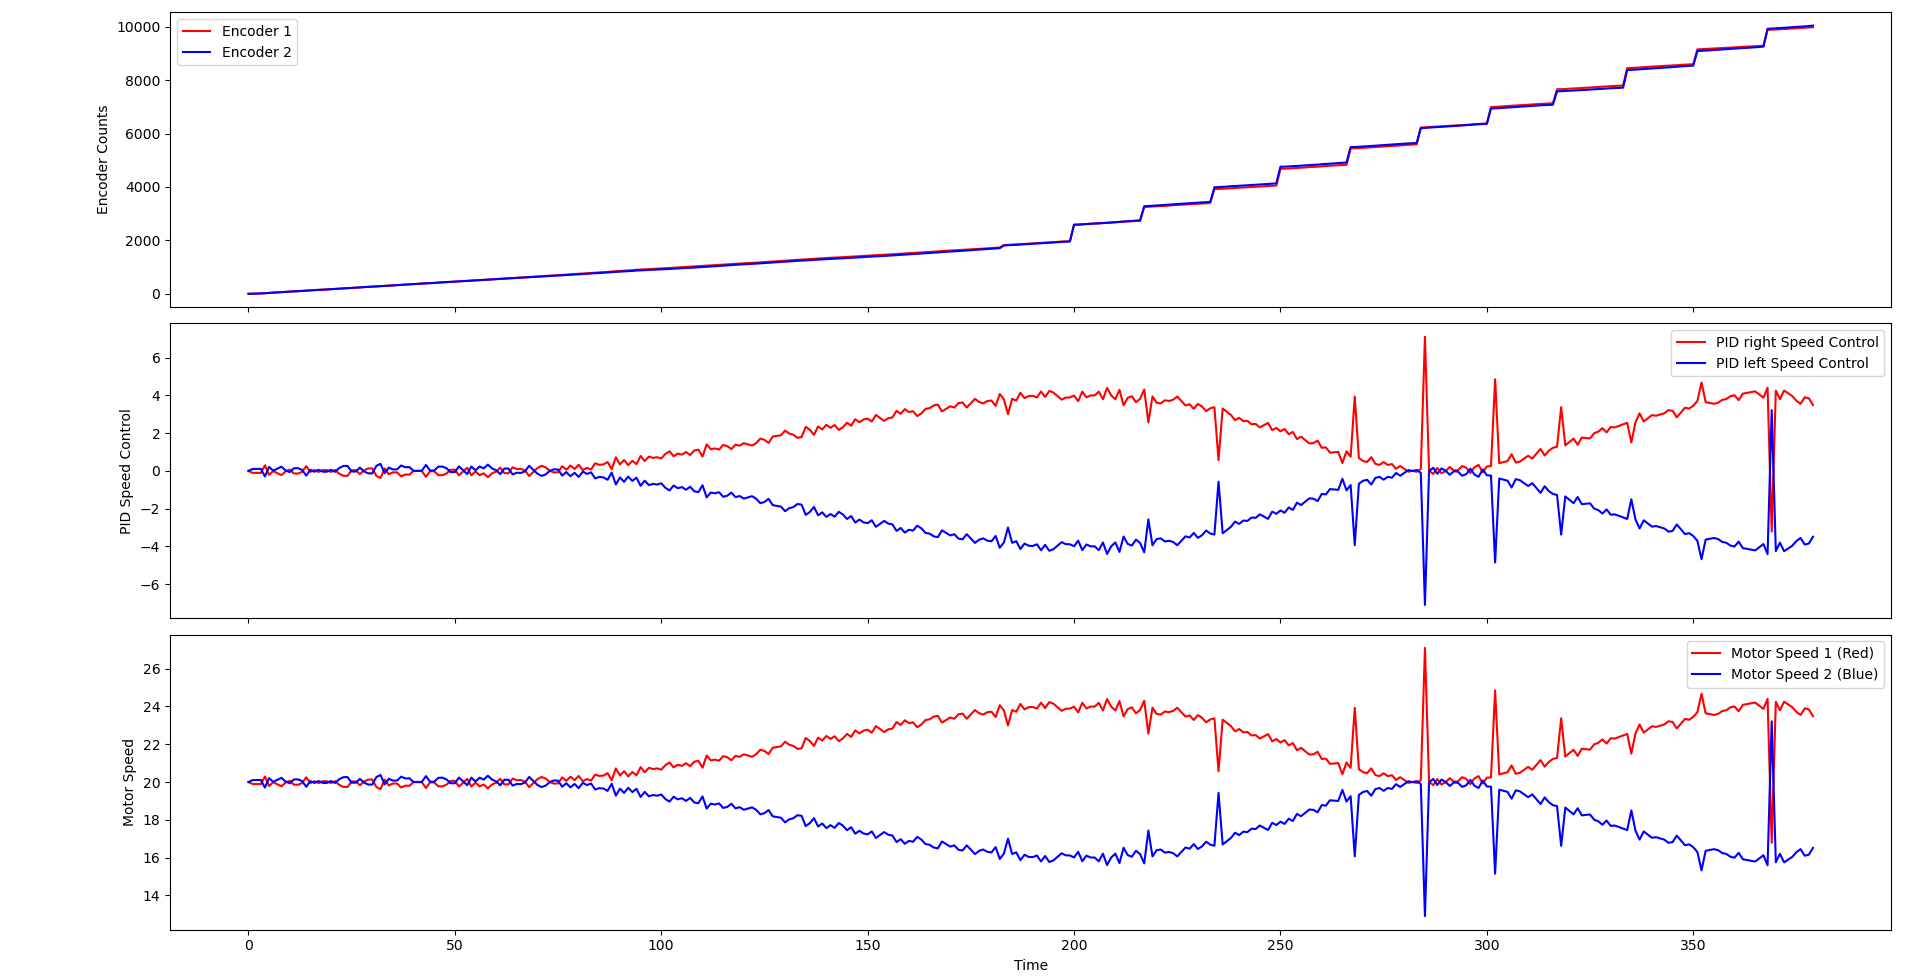 Encoder Counts
10000
8000
6000
4000
2000
0
Encoder 1
Encoder 2
PID Speed Control
6
4
2
0
−2
−4
−6
PID right Speed Control
PID left Speed Control
Motor Speed
26
24
22
20
18
16
14
Motor Speed 1 (Red)
Motor Speed 2 (Blue)
0 50 100 150 200 250 300 350
Time